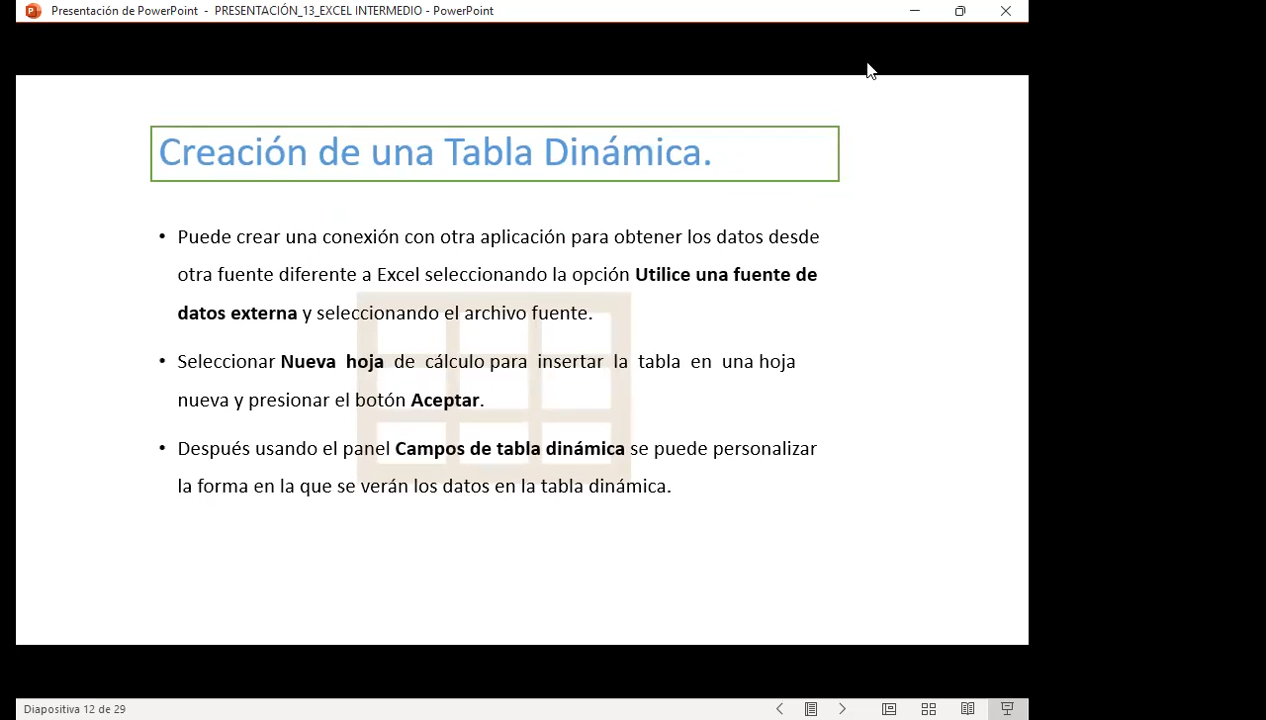 Presentación de PowerPoint - PRESENTACIÓN_13_EXCEL INTERMEDIO - PowerPoint
Creación de una Tabla Dinámica.
• Puede crear una conexión con otra aplicación para obtener los datos desde
otra fuente diferente a Excel seleccionando la opción Utilice una fuente de
datos externa y seleccionando el archivo fuente.
• Seleccionar Nueva hoja de cálculo para insertar la tabla en una hoja
nueva y presionar el botón Aceptar.
• Después usando el panel Campos de tabla dinámica se puede personalizar
la forma en la que se verán los datos en la tabla dinámica.
Diapositiva 12 de 29